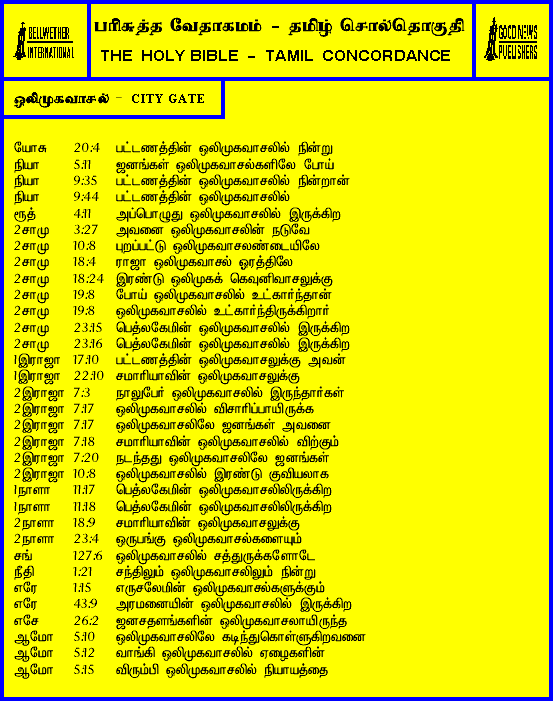 BELLWETHER
INTERNATIONAL
பரிசுத்த வேதாகமம் - தமிழ் சொல்தொகுதி
THE HOLY BIBLE - TAMIL CONCORDANCE
GOOD NEWS
PUBLISHERS
ஒலிமுகவாசல் - CITY GATE
யோசு 20:4 பட்டணத்தின் ஒலிமுகவாசலில் நின்று
நியா 5:11 ஜனங்கள் ஒலிமுகவாசல்களிலே போய்
நியா 9:35 பட்டணத்தின் ஒலிமுகவாசலில் நின்றான்
நியா 9:44 பட்டணத்தின் ஒலிமுகவாசலில்
ரூத் 4:11 அப்பொழுது ஒலிமுகவாசலில் இருக்கிற
2சாமு 3:27 அவனை ஒலிமுகவாசலின் நடுவே
2சாமு 10:8 புறப்பட்டு ஒலிமுகவாசலண்டையிலே
2சாமு 18:4 ராஜா ஒலிமுகவாசல் ஓரத்திலே
2சாமு 18:24 இரண்டு ஒலிமுகக் கெவுனிவாசலுக்கு
2சாமு 19:8 போய் ஒலிமுகவாசலில் உட்கார்ந்தான்
2சாமு 19:8 ஒலிமுகவாசலில் உட்கார்ந்திருக்கிறார்
2சாமு 23:15 பெத்லகேமின் ஒலிமுகவாசலில் இருக்கிற
2சாமு 23:16 பெத்லகேமின் ஒலிமுகவாசலில் இருக்கிற
1இராஜா 17:10 பட்டணத்தின் ஒலிமுகவாசலுக்கு அவன்
1இராஜா 22:10 சமாரியாவின் ஒலிமுகவாசலுக்கு
2இராஜா 7:3 நாலுபேர் ஒலிமுகவாசலில் இருந்தார்கள்
2இராஜா 7:17 ஒலிமுகவாசலில் விசாரிப்பாயிருக்க
2இராஜா 7:17 ஒலிமுகவாசலிலே ஜனங்கள் அவனை
2இராஜா 7:18 சமாரியாவின் ஒலிமுகவாசலில் விற்கும்
2இராஜா 7:20 நடந்தது ஒலிமுகவாசலிலே ஜனங்கள்
2இராஜா 10:8 ஒலிமுகவாசலில் இரண்டு குவியலாக
1நாளா 11:17 பெத்லகேமின் ஒலிமுகவாசலிலிருக்கிற
1நாளா 11:18 பெத்லகேமின் ஒலிமுகவாசலிலிருக்கிற
2நாளா 18:9 சமாரியாவின் ஒலிமுகவாசலுக்கு
2நாளா 23:4 ஒருபங்கு ஒலிமுகவாசல்களையும்
சங் 127:6 ஒலிமுகவாசலில் சத்துருக்களோடே
நீதி 1:21 சந்திலும் ஒலிமுகவாசலிலும் நின்று
எரே 1:15 எருசலேமின் ஒலிமுகவாசல்களுக்கும்
எரே 43:9 அரமனையின் ஒலிமுகவாசலில் இருக்கிற
எசே 26:2 ஜனசதளங்களின் ஒலிமுகவாசலாயிருந்த
ஆமோ 5:10 ஒலிமுகவாசலிலே கடிந்துகொள்ளுகிறவனை
ஆமோ 5:12 வாங்கி ஒலிமுகவாசலில் ஏழைகளின்
ஆமோ 5:15 விரும்பி ஒலிமுகவாசலில் நியாயத்தை